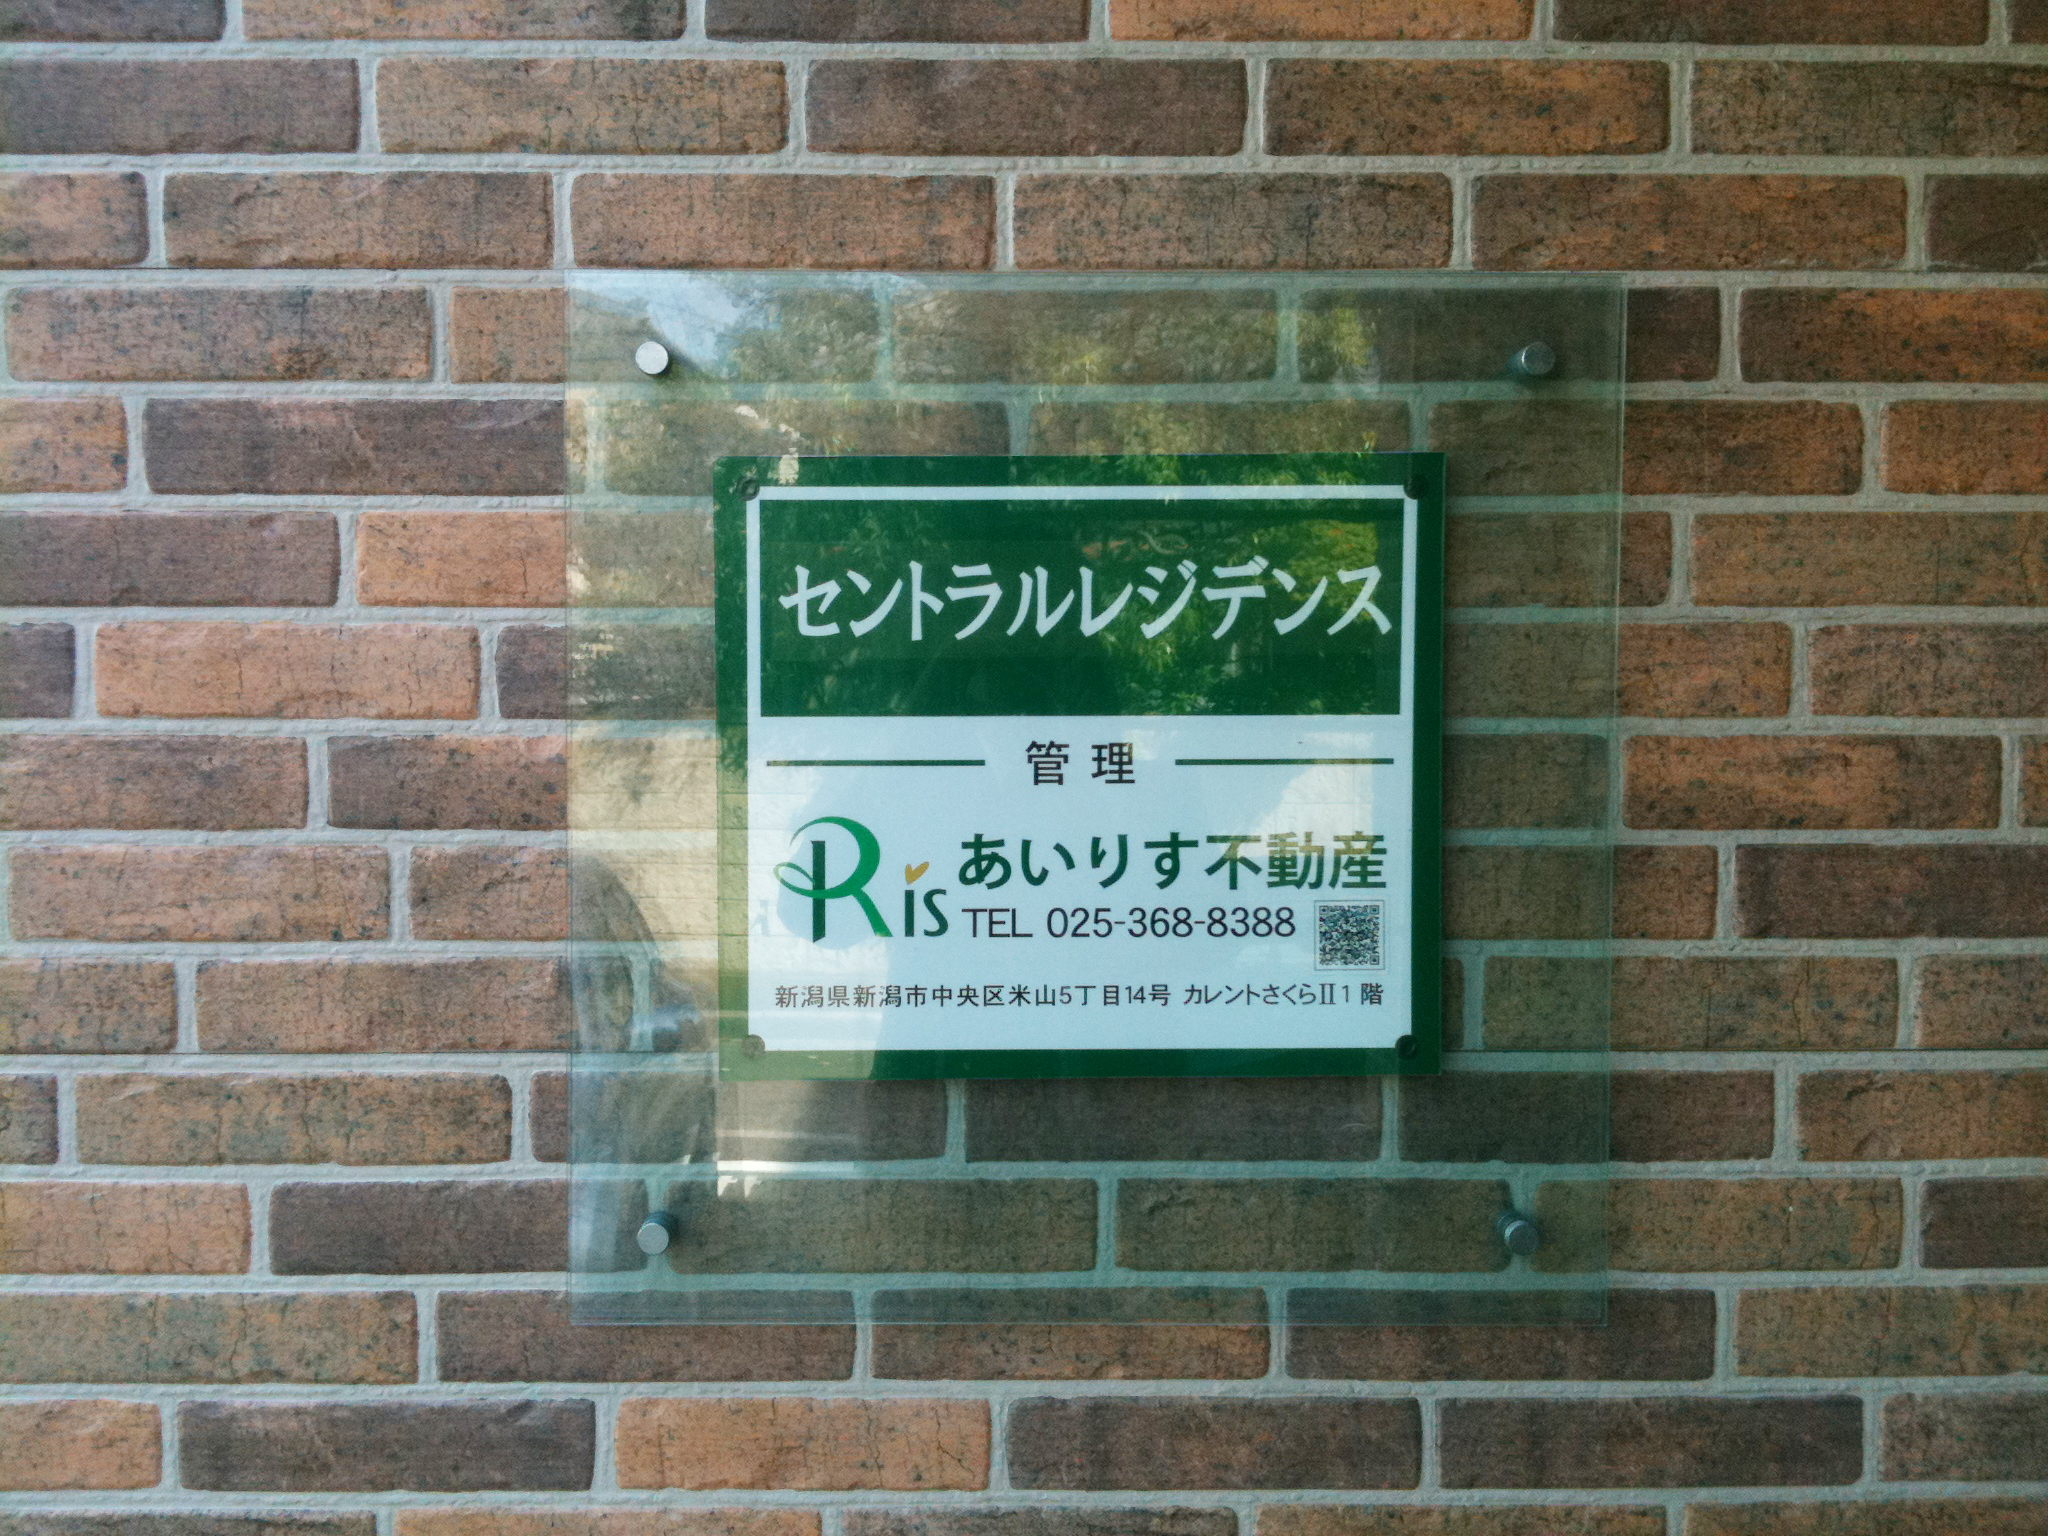 セントラルレジデンス
管理
Ris あいりす不動産
TEL 025-368-8388
新潟県新潟市中央区米山5丁目14号 カレントさくらⅡ1階